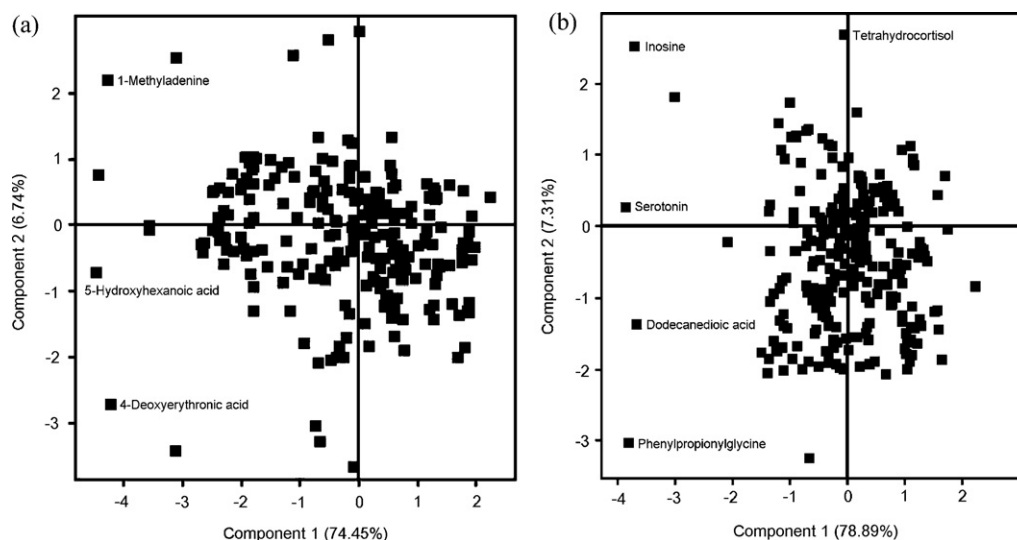 (a)
1-Methyladenine
5-Hydroxyhexanoic acid
4-Deoxyerythronic acid
2
1
0
-1
-2
-3
-4 -3 -2 -1 0 1 2
Component 2 (6.74%)
Component 1 (74.45%)
(b)
Tetrahydrocortisol
Inosine
Serotonin
Dodecanedioic acid
Phenylpropionylglycine
2
1
0
-1
-2
-3
-4 -3 -2 -1 0 1 2
Component 2 (7.31%)
Component 1 (78.89%)